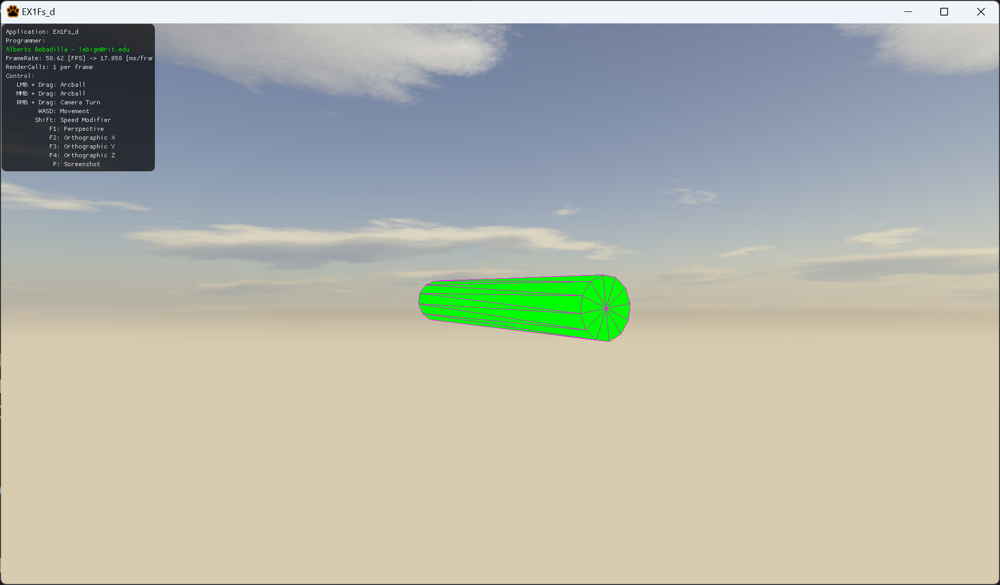 EX1Fs_d
Application: EX1Fs_d
Programmer:
Alberto Bobadilla - labigm@rit.edu
FrameRate: 58.62 [FPS] -> 17.058 [ms/fram
RenderCalls: 1 per frame
Control:
LMB + Drag: Arcball
MMB + Drag: Arcball
RMB + Drag: Camera Turn
WASD: Movement
Shift: Speed Modifier
F1: Perspective
F2: Orthographic X
F3: Orthographic Y
F4: Orthographic Z
P: Screenshot